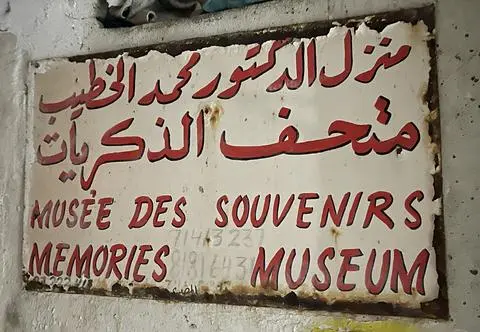 منزل الدكتور محمد الخطيب
متحف الذكريات
MUSÉE DES SOUVENIRS
MEMORIES MUSEUM